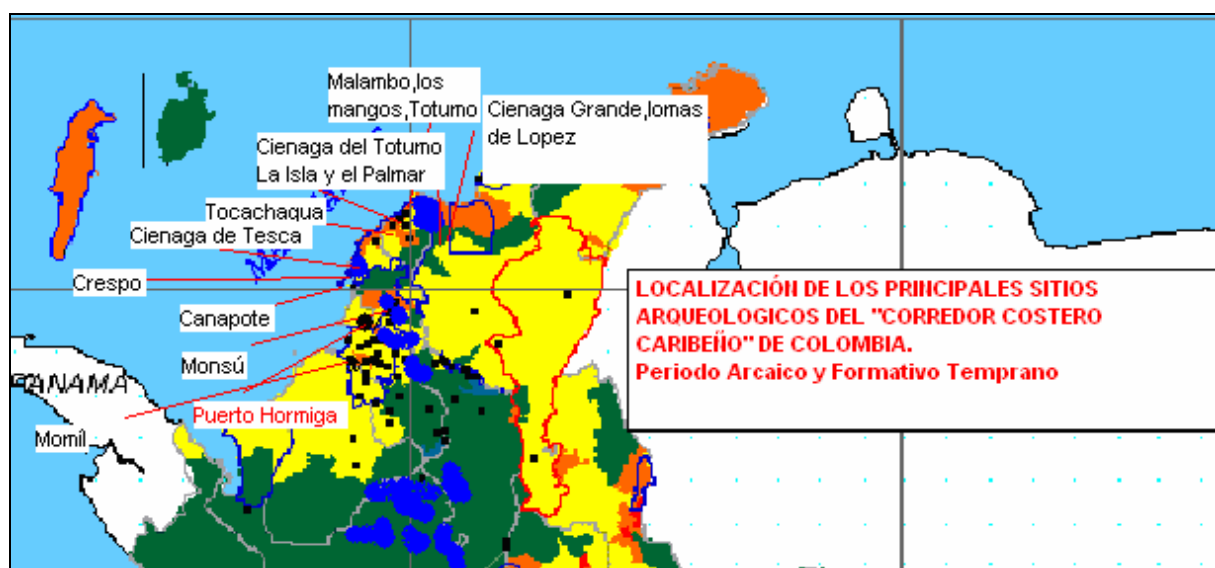 Malambo,los
mangos,Totumo
Cienaga Grande,lomas
de Lopez
Cienaga del Totumo
La Isla y el Palmar
Tocachaqua
Cienaga de Tesca
Crespo
Canapote
Monsú
PANAMA
Puerto Hormiga
Momíl
LOCALIZACIÓN DE LOS PRINCIPALES SITIOS
ARQUEOLOGICOS DEL "CORREDOR COSTERO
CARIBEÑO" DE COLOMBIA.
Periodo Arcaico y Formativo Temprano